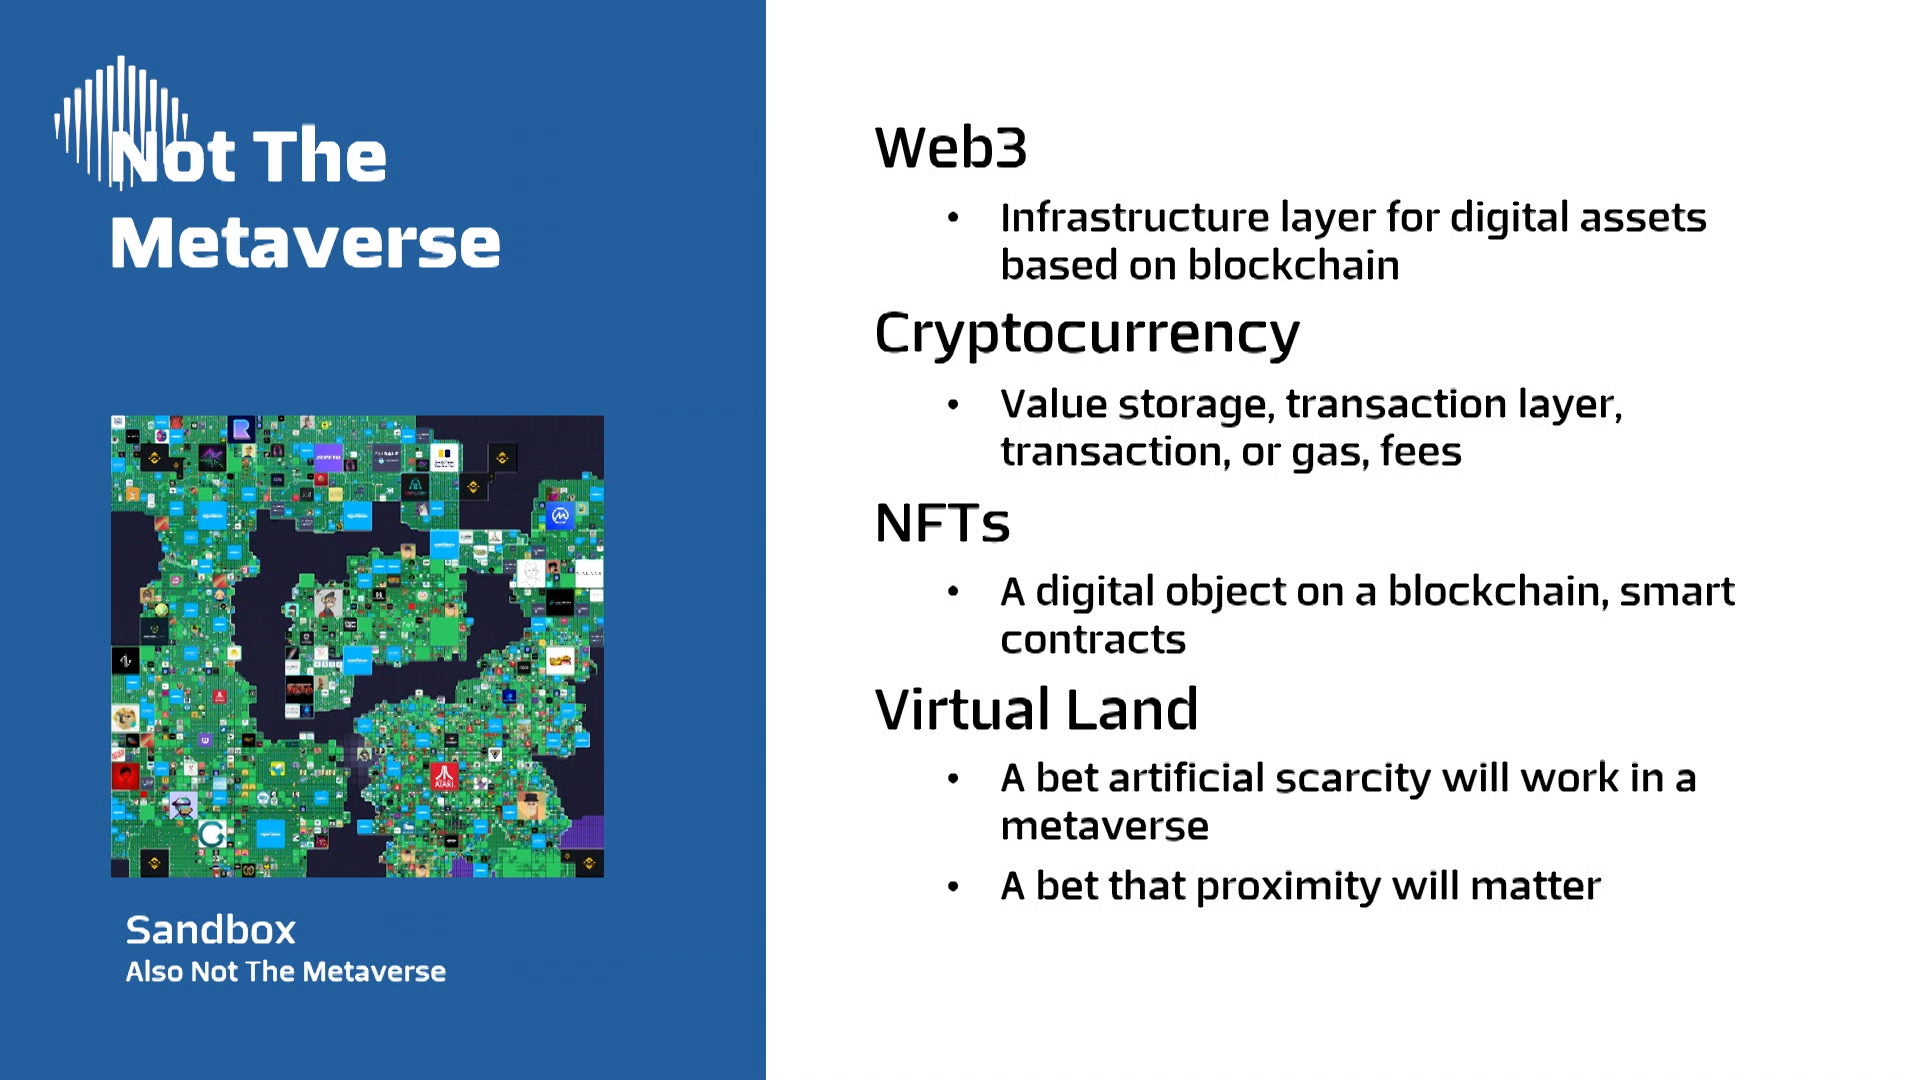 Not The
Metaverse
ATARI
Sandbox
Also Not The Metaverse
Web3
• Infrastructure layer for digital assets
based on blockchain
Cryptocurrency
• Value storage, transaction layer,
transaction, or gas, fees
NFTs
• A digital object on a blockchain, smart
contracts
Virtual Land
• A bet artificial scarcity will work in a
metaverse
• A bet that proximity will matter